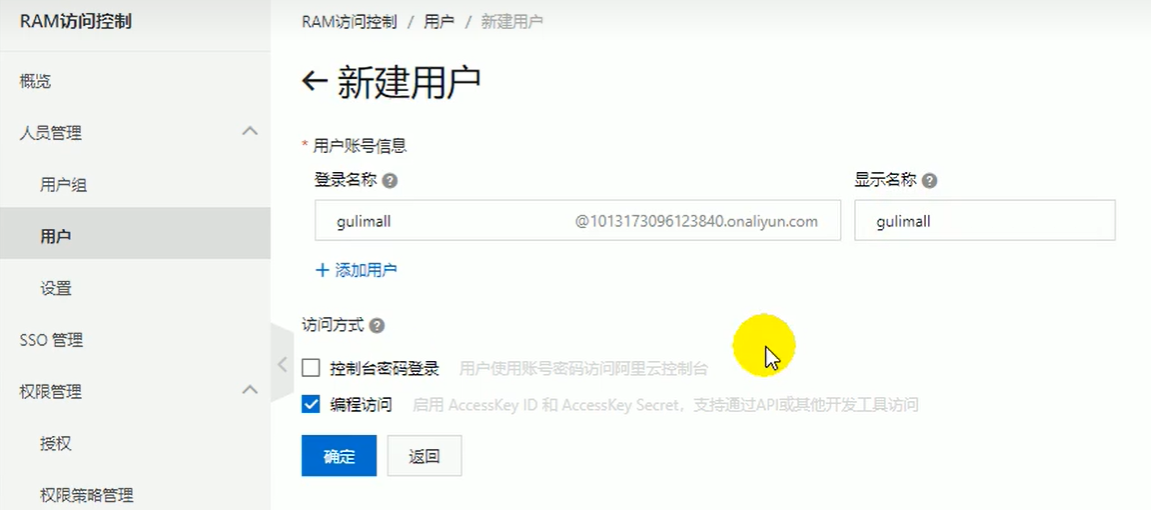 RAM访问控制
概览
人员管理
用户组
用户
设置
SSO 管理
权限管理
授权
权限策略管理
RAM访问控制 / 用户 / 新建用户
← 新建用户
* 用户账号信息
登录名称 ? 显示名称 ?
gulimall @1013173096123840.onaliyun.com gulimall
+ 添加用户
访问方式 ?
控制台密码登录 用户使用账号密码访问阿里云控制台
编程访问 启用 AccessKey ID 和 AccessKey Secret，支持通过API或其他开发工具访问
确定 返回